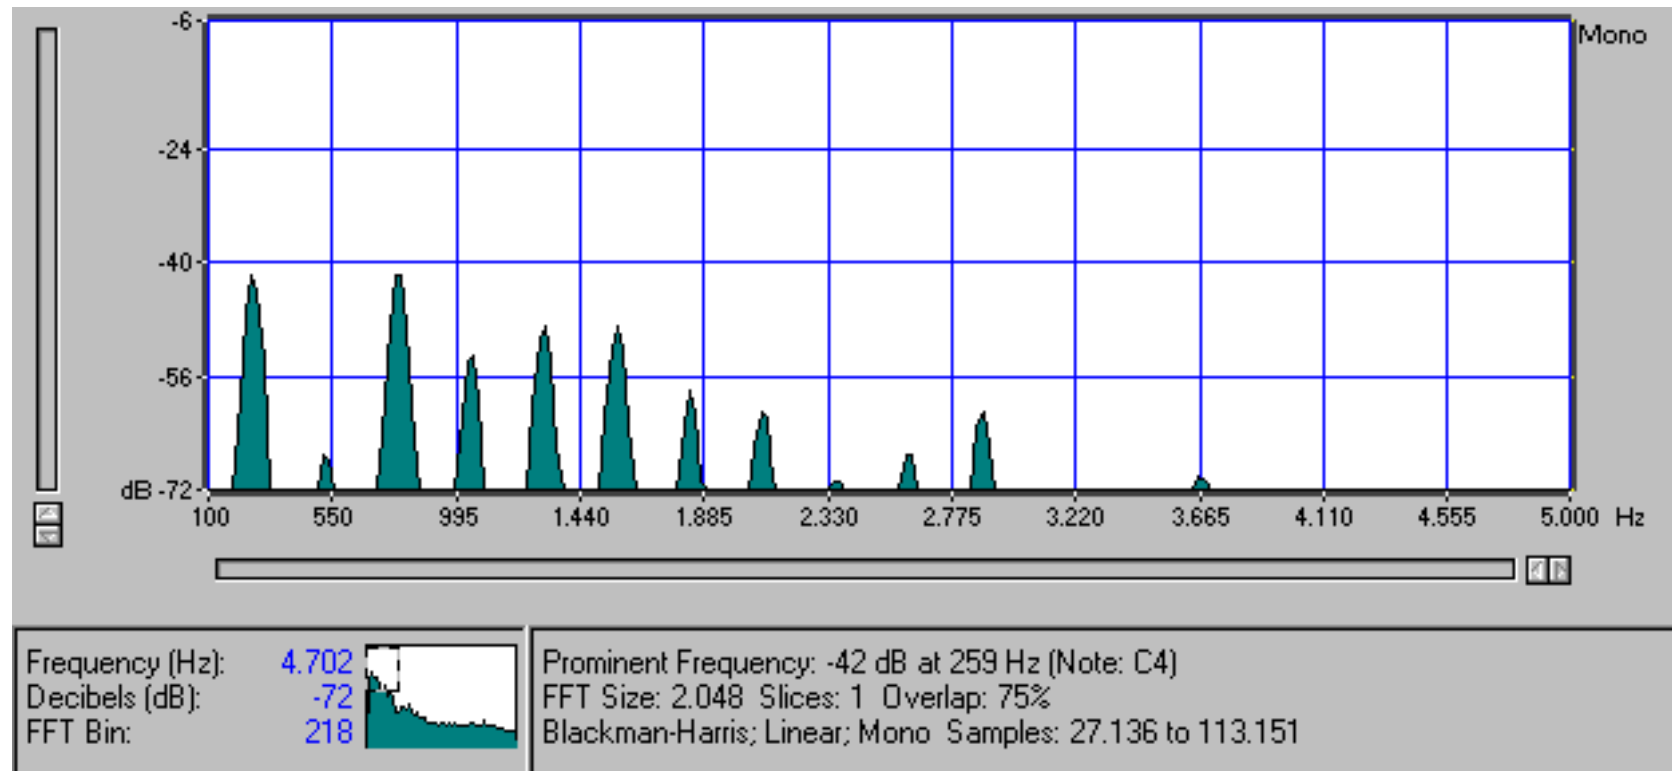 -6
Mono
-24
-40
-56
dB -72
100 550 995 1.440 1.885 2.330 2.775 3.220 3.665 4.110 4.555 5.000 Hz
Frequency (Hz): 4.702
Decibels (dB): -72
FFT Bin: 218
Prominent Frequency: -42 dB at 259 Hz (Note: C4)
FFT Size: 2.048 Slices: 1 Overlap: 75%
Blackman-Harris; Linear; Mono Samples: 27.136 to 113.151